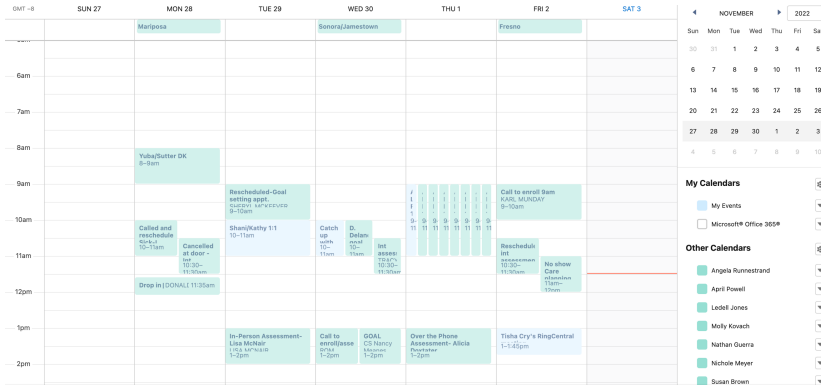 GMT -8
SUN 27
MON 28
TUE 29
WED 30
THU 1
FRI 2
SAT 3
Mariposa
Sonora/Jamestown
Fresno
6am
7am
8am
9am
10am
11am
12pm
1pm
2pm
Yuba/Sutter DK
8–9am
Called and
reschedule
10–11am
Cancelled
at door -
10:30–
11:30am
Drop in (DONAL( 11:35am
Rescheduled-Goal
setting appt.
9–10am
Shani/Kathy 1:1
10–11am
In-Person Assessment-
Lisa McNair
LISA MCNAIR
1–2pm
Catch
up
with
10–
11am
D.
Delan
10–
11am
Int
asses:
10:30–
11:30am
Call to
enroll/asse
1–2pm
GOAL
CS Nancy
1–2pm
Over the Phone
Assessment- Alicia
1–2pm
Call to enroll 9am
KARL MUNDAY
9–10am
Reschedule
int
assessment
10:30–
11:30am
No show
Care
planning
11am–
12pm
Tisha Cry's RingCentral
1–1:45pm
NOVEMBER
2022
Sun Mon Tue Wed Thu Fri Sa
30 31 1 2 3 4 5
6 7 8 9 10 11 12
13 14 15 16 17 18 19
20 21 22 23 24 25 26
27 28 29 30 1 2 3
4 5 6 7 8 9 10
My Calendars
My Events
Microsoft® Office 365®
Other Calendars
Angela Runnestrand
April Powell
Ledell Jones
Molly Kovach
Nathan Guerra
Nichole Meyer
Susan Brown